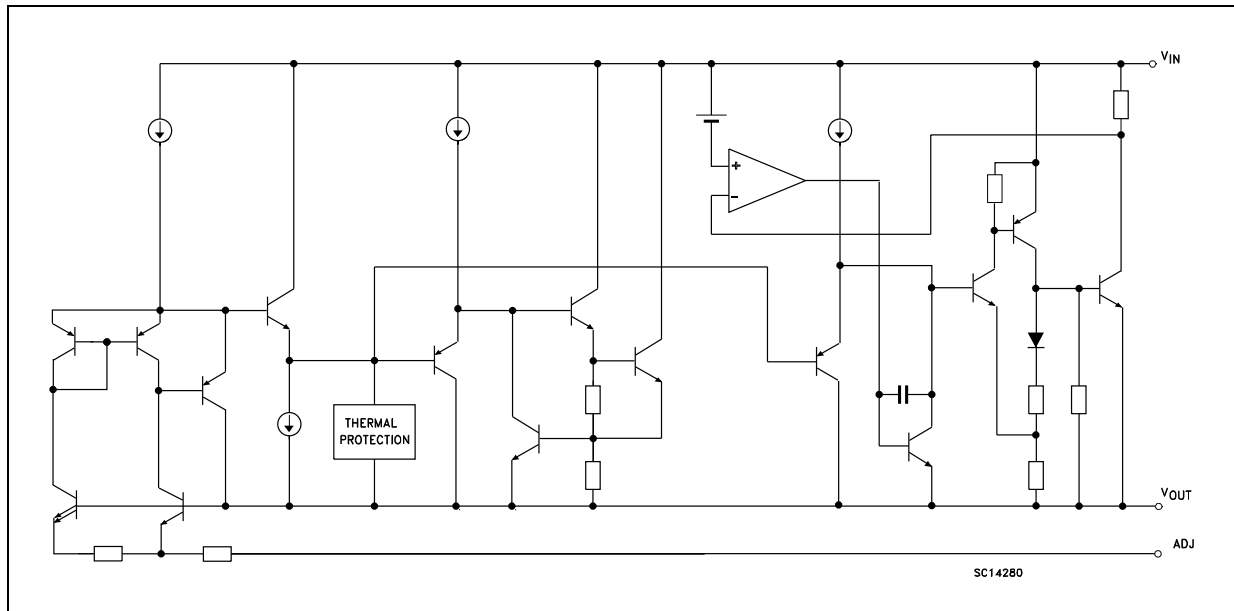 VIN
+
-
THERMAL
PROTECTION
VOUT
ADJ
SC14280